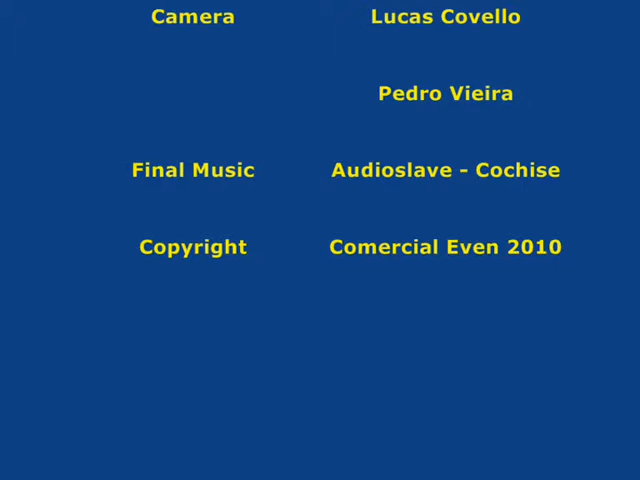 Camera Lucas Covello
Pedro Vieira
Final Music Audioslave - Cochise
Copyright Comercial Even 2010